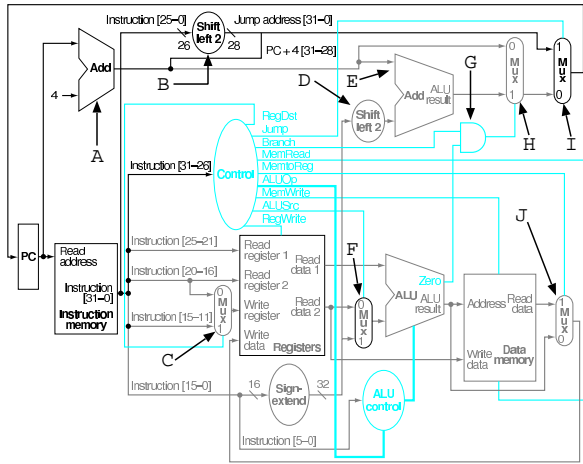 Instruction [25–0]
Jump address [31–0]
26
Shift
left 2
28
PC + 4 [31–28]
Add
4
A
B
D
E
Add
ALU
result
Shift
left 2
G
0
M
u
x
1
1
M
u
x
0
H
I
RegDst
Jump
Branch
MemRead
MemtoReg
ALUOp
MemWrite
ALUSrc
RegWrite
Control
Instruction [31–26]
PC
Read
address
Instruction
[31–0]
Instruction
memory
Instruction [25–21]
Instruction [20–16]
Instruction [15–11]
0
M
u
x
1
C
Read
register 1
Read
register 2
Write
register
Write
data
Read
data 1
Read
data 2
Registers
F
0
M
u
x
1
Zero
ALU
ALU
result
Address
Read
data
Write
data
Data
memory
J
1
M
u
x
0
Instruction [15–0]
16
Sign-
extend
32
ALU
control
Instruction [5–0]